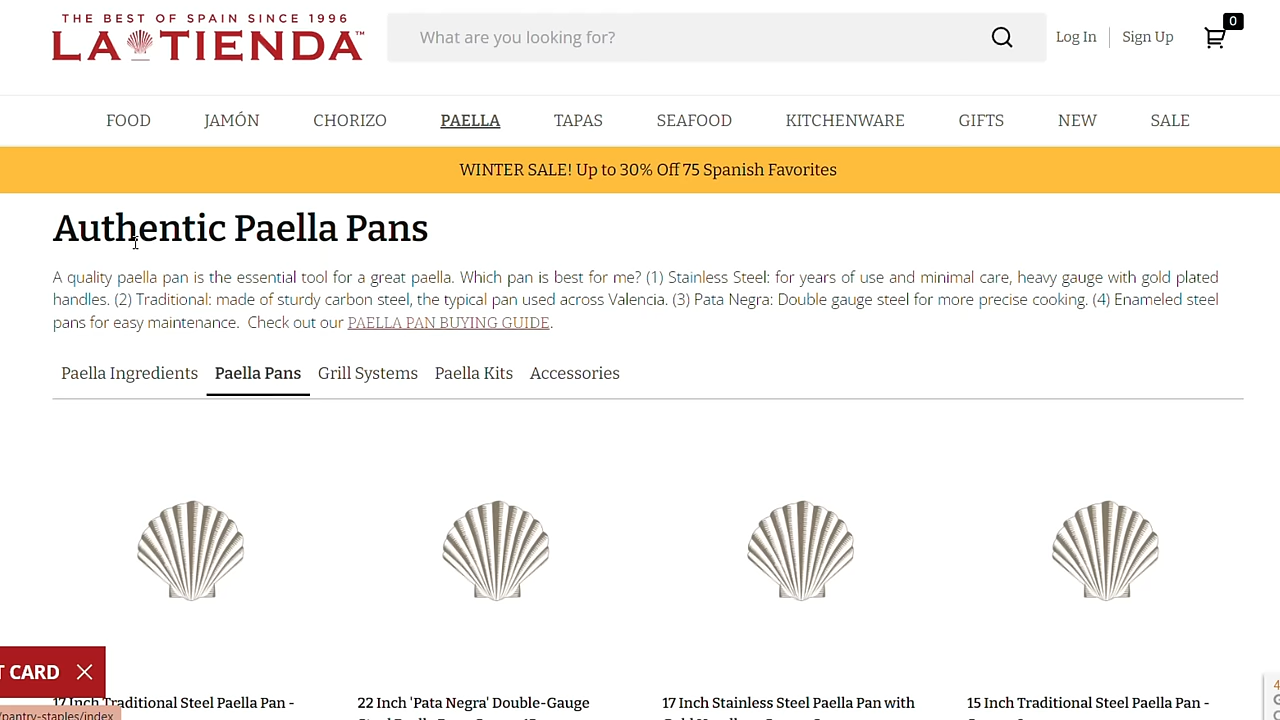 THE BEST OF SPAIN SINCE 1996
LA TIENDA™
What are you looking for?
Log In
Sign Up
0
FOOD
JAMÓN
CHORIZO
PAELLA
TAPAS
SEAFOOD
KITCHENWARE
GIFTS
NEW
SALE
WINTER SALE! Up to 30% Off 75 Spanish Favorites
Authentic Paella Pans
A quality paella pan is the essential tool for a great paella. Which pan is best for me? (1) Stainless Steel: for years of use and minimal care, heavy gauge with gold plated
handles. (2) Traditional: made of sturdy carbon steel, the typical pan used across Valencia. (3) Pata Negra: Double gauge steel for more precise cooking. (4) Enameled steel
pans for easy maintenance. Check out our PAELLA PAN BUYING GUIDE.
Paella Ingredients
Paella Pans
Grill Systems
Paella Kits
Accessories
T CARD
17 Inch Traditional Steel Paella Pan -
22 Inch 'Pata Negra' Double-Gauge
17 Inch Stainless Steel Paella Pan with
15 Inch Traditional Steel Paella Pan -
/pantry-staples/index